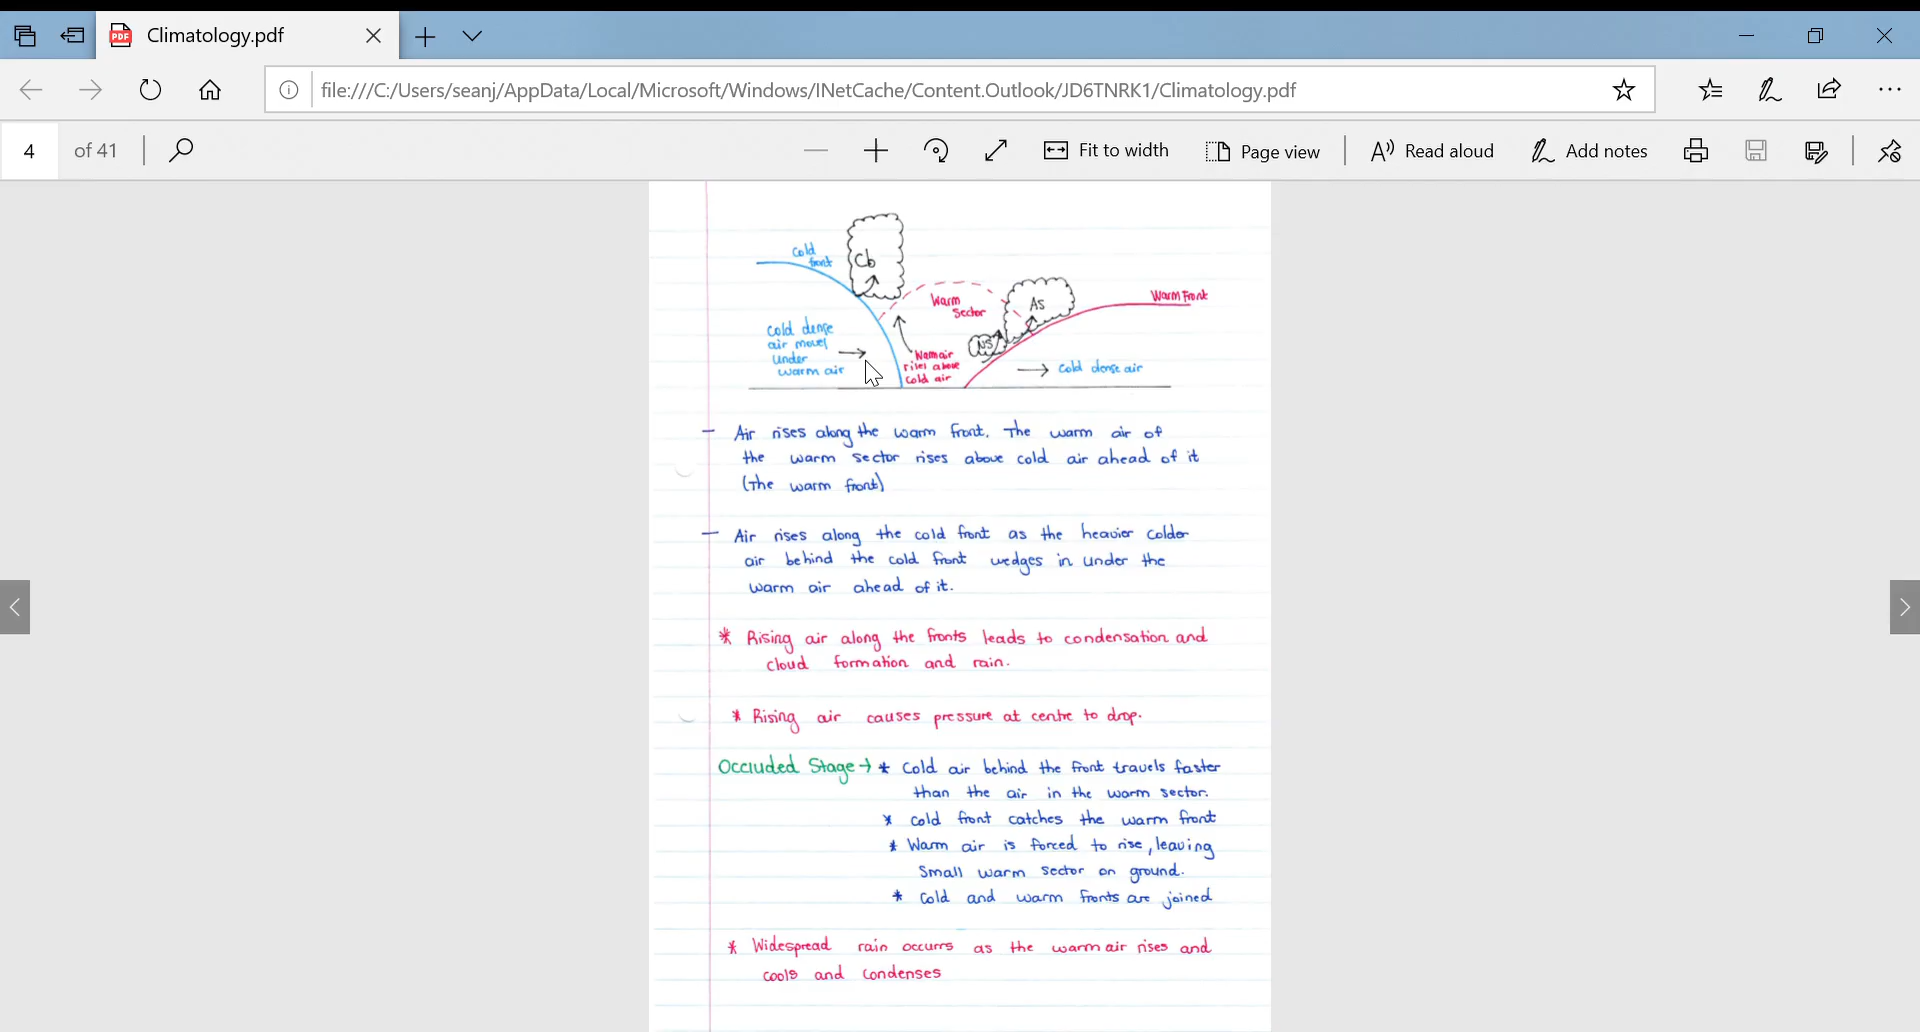 Climatology.pdf
file:///C:/Users/seanj/AppData/Local/Microsoft/Windows/INetCache/Content.Outlook/JD6TNRK1/Climatology.pdf
4 of 41
Fit to width
Page view
Read aloud
Add notes
Cold
front
Cb
Warm
Sector
As
Warm Front
Cold dense
air moves
under
warm air
Ns
Warm air
rises above
cold air
Cold dense air
– Air rises along the warm front. The warm air of
the warm sector rises above cold air ahead of it
(The warm front)
– Air rises along the cold front as the heavier colder
air behind the cold front wedges in under the
warm air ahead of it.
* Rising air along the fronts leads to condensation and
cloud formation and rain.
* Rising air causes pressure at centre to drop.
Occluded Stage → * Cold air behind the front travels faster
than the air in the warm sector.
* Cold front catches the warm front
* Warm air is forced to rise, leaving
Small warm sector on ground.
* Cold and warm fronts are joined
* Widespread rain occurrs as the warm air rises and
cools and condenses